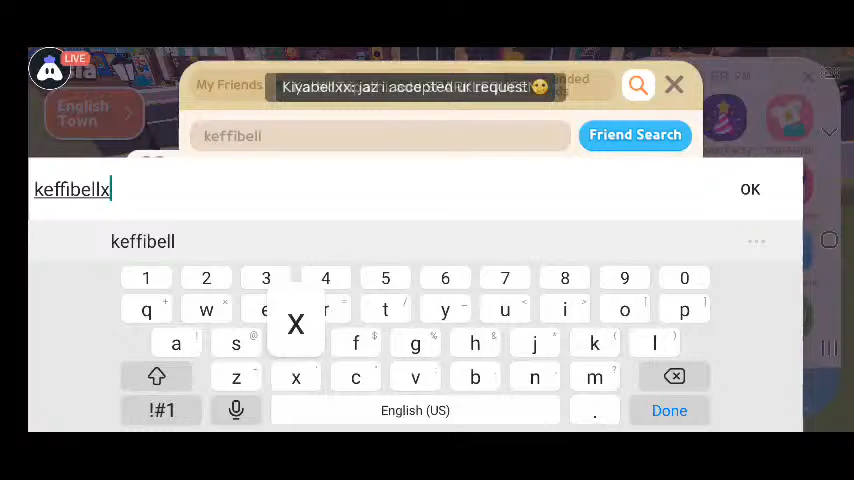 LIVE
English
Town
My Friends
Kiyabellxx: jaz i accepted ur request
keffibell
Friend Search
keffibellx
OK
keffibell
1 2 3 4 5 6 7 8 9 0
q w e r t y u i o p
x
a s f g h j k l
z x c v b n m
!#1 English (US) . Done